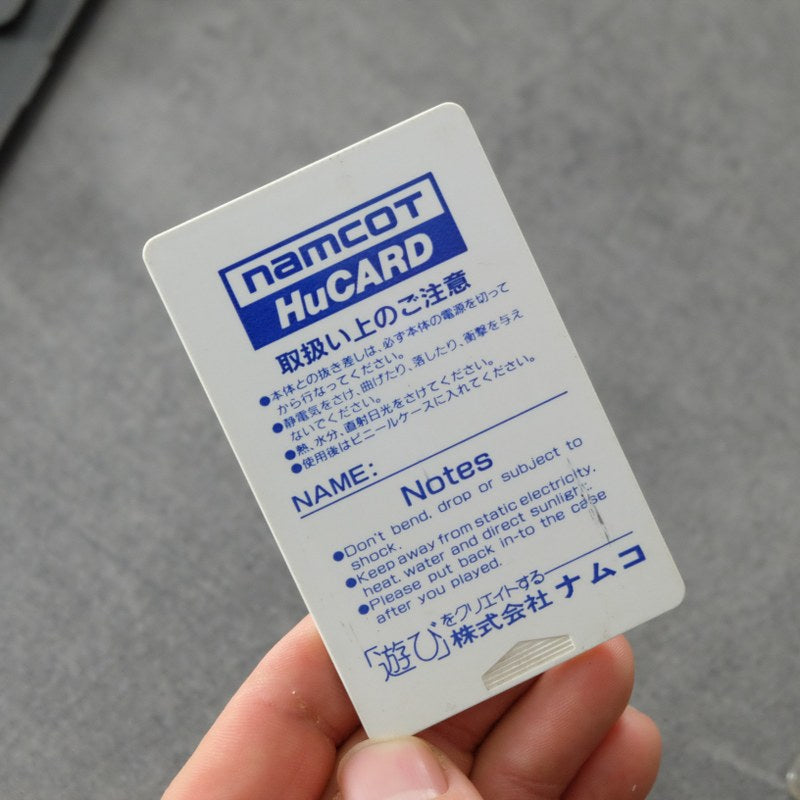 namcot
HuCARD
取扱い上のご注意
●本体との抜き差しは、必ず本体の電源を切って
から行なってください。
●静電気をさけ、曲げたり、落したり、衝撃を与え
ないでください。
●熱、水分、直射日光をさけてください。
●使用後はビニールケースに入れてください。
NAME:
Notes
●Don't bend, drop or subject to
shock.
●Keep away from static electricity,
heat, water and direct sunlight.
●Please put back in-to the case
after you played.
「遊び」をクリエイトする
株式会社ナムコ